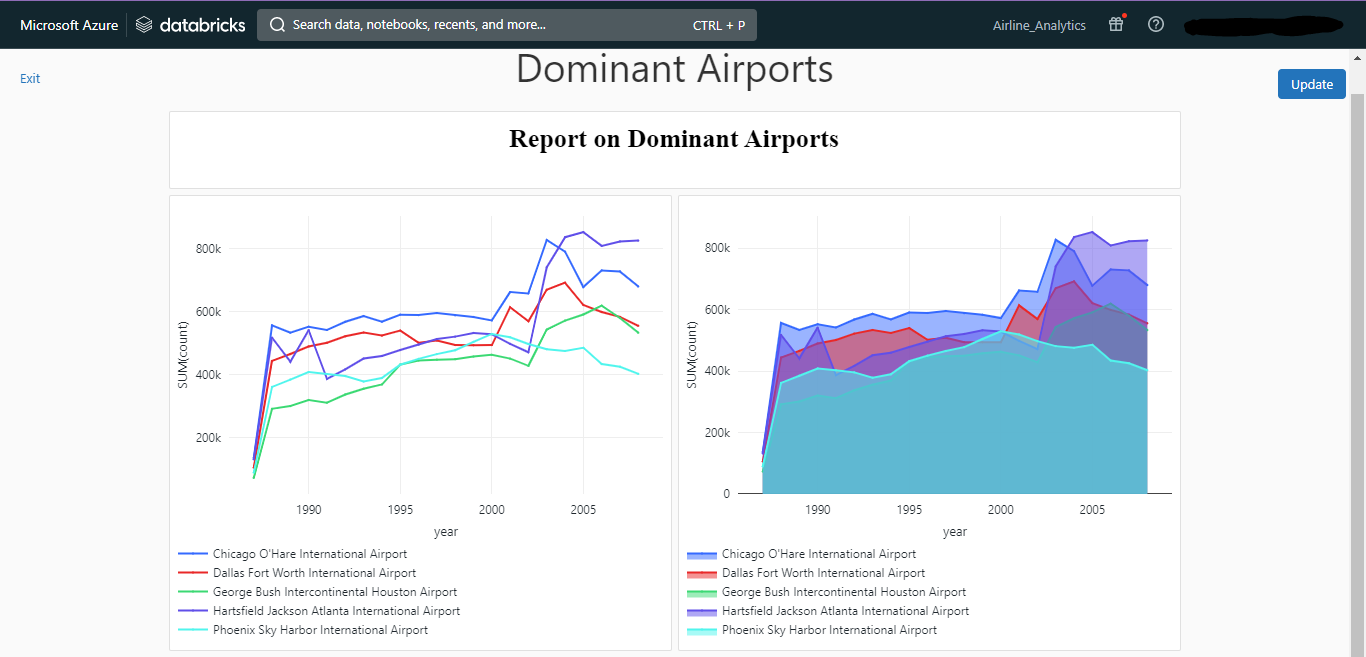 Microsoft Azure databricks Search data, notebooks, recents, and more... CTRL + P Airline_Analytics
Exit
Dominant Airports
Update
Report on Dominant Airports
800k
600k
400k
200k
SUM(count)
1990 1995 2000 2005
year
Chicago O'Hare International Airport
Dallas Fort Worth International Airport
George Bush Intercontinental Houston Airport
Hartsfield Jackson Atlanta International Airport
Phoenix Sky Harbor International Airport
800k
600k
400k
200k
0
SUM(count)
1990 1995 2000 2005
year
Chicago O'Hare International Airport
Dallas Fort Worth International Airport
George Bush Intercontinental Houston Airport
Hartsfield Jackson Atlanta International Airport
Phoenix Sky Harbor International Airport